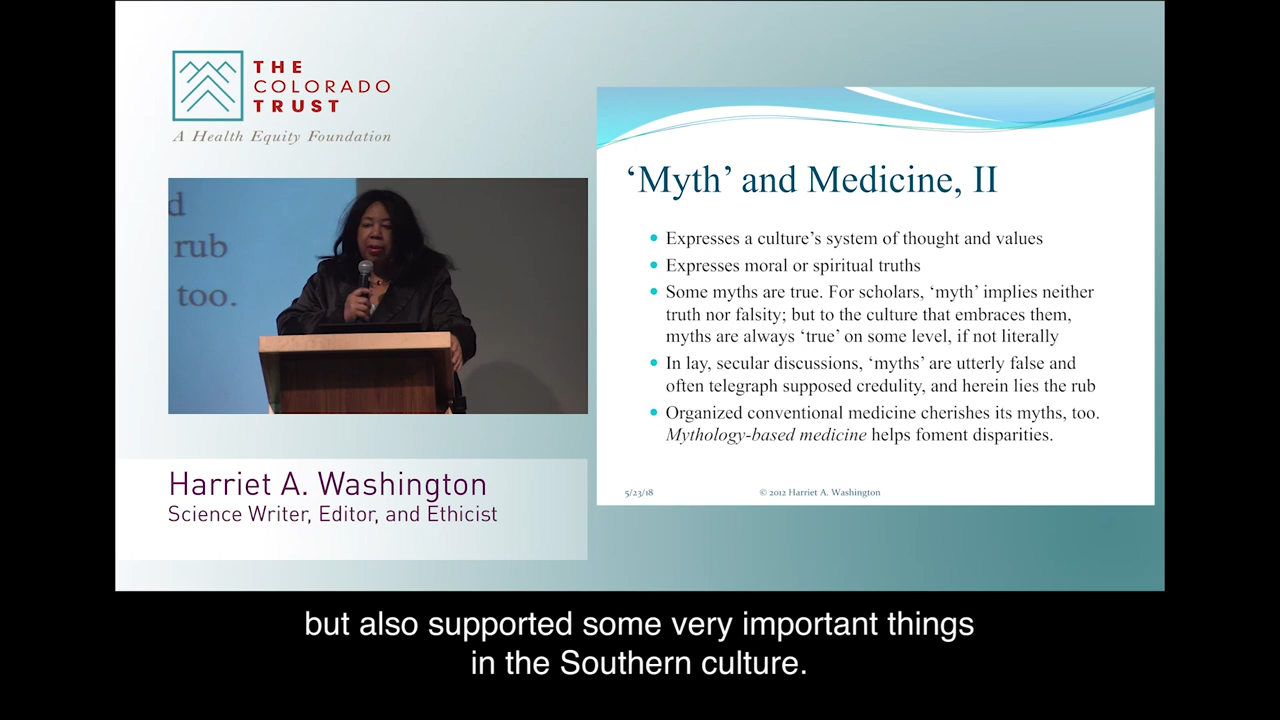 THE
COLORADO
TRUST
A Health Equity Foundation
d
rub
too.
Harriet A. Washington
Science Writer, Editor, and Ethicist
‘Myth’ and Medicine, II
• Expresses a culture’s system of thought and values
• Expresses moral or spiritual truths
• Some myths are true. For scholars, ‘myth’ implies neither
truth nor falsity; but to the culture that embraces them,
myths are always ‘true’ on some level, if not literally
• In lay, secular discussions, ‘myths’ are utterly false and
often telegraph supposed credulity, and herein lies the rub
• Organized conventional medicine cherishes its myths, too.
Mythology-based medicine helps foment disparities.
5/23/18
© 2012 Harriet A. Washington
but also supported some very important things
in the Southern culture.